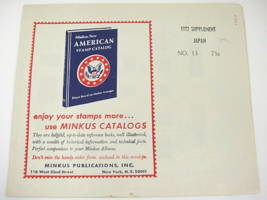 Minkus New
AMERICAN
STAMP CATALOG
enjoy your stamps more...
use MINKUS CATALOGS
They are helpful, up-to-date reference books, well illustrated,
with a wealth of historical information and technical facts.
Perfect companions to your Minkus Albums.
Don't miss the handy order form enclosed in this envelope.
MINKUS PUBLICATIONS, INC.
116 West 32nd Street New York, N.Y. 10001
1972 SUPPLEMENT
JAPAN
NO. 15 75¢